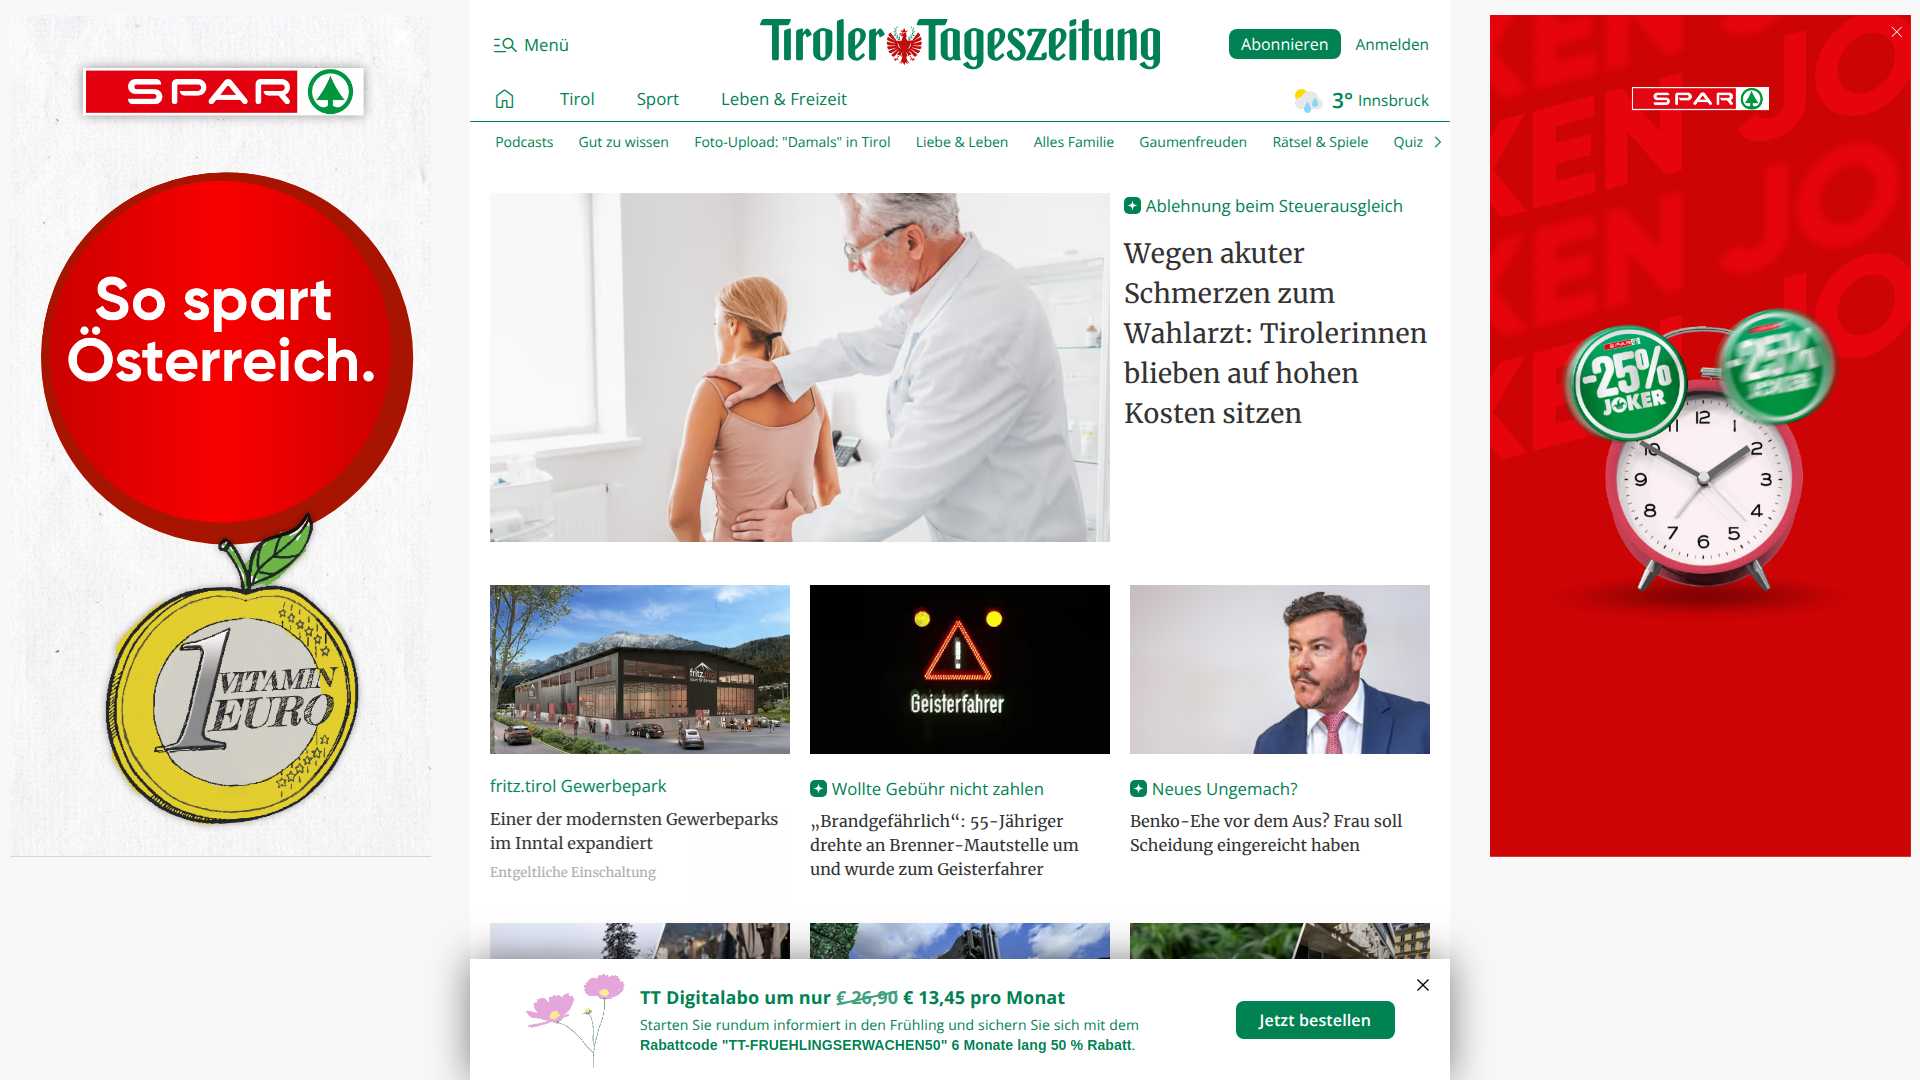 Menü
Tiroler Tageszeitung
Abonnieren
Anmelden
Tirol
Sport
Leben & Freizeit
3° Innsbruck
Podcasts
Gut zu wissen
Foto-Upload: "Damals" in Tirol
Liebe & Leben
Alles Familie
Gaumenfreuden
Rätsel & Spiele
Quiz
SPAR
So spart
Österreich.
1 VITAMIN
EURO
Ablehnung beim Steuerausgleich
Wegen akuter
Schmerzen zum
Wahlarzt: Tirolerinnen
blieben auf hohen
Kosten sitzen
fritz.tirol
fritz.tirol Gewerbepark
Einer der modernsten Gewerbeparks
im Inntal expandiert
Entgeltliche Einschaltung
Geisterfahrer
Wollte Gebühr nicht zahlen
„Brandgefährlich“: 55-Jähriger
drehte an Brenner-Mautstelle um
und wurde zum Geisterfahrer
Neues Ungemach?
Benko-Ehe vor dem Aus? Frau soll
Scheidung eingereicht haben
SPAR
SPAR
-25%
JOKER
-25%
JOKER
12
1
2
3
4
5
6
7
8
9
10
11
TT Digitalabo um nur € 26,90 € 13,45 pro Monat
Starten Sie rundum informiert in den Frühling und sichern Sie sich mit dem
Rabattcode "TT-FRUEHLINGSERWACHEN50" 6 Monate lang 50 % Rabatt.
Jetzt bestellen